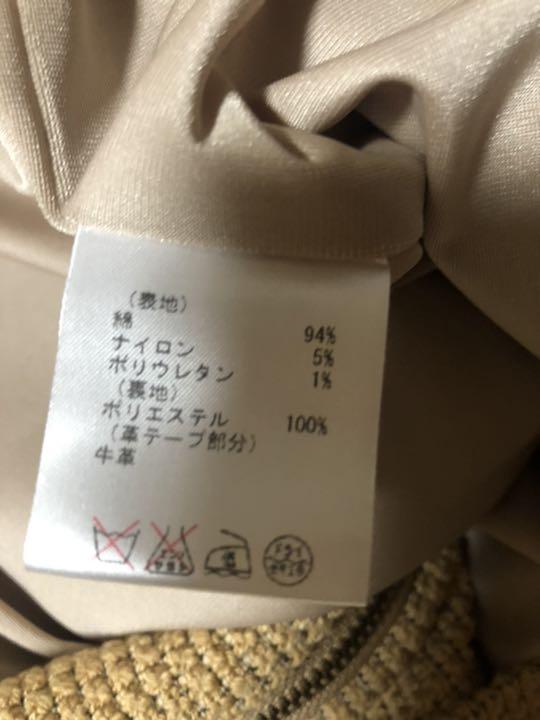 （表地）
綿 94%
ナイロン 5%
ポリウレタン 1%
（裏地）
ポリエステル 100%
（革テープ部分）
牛革